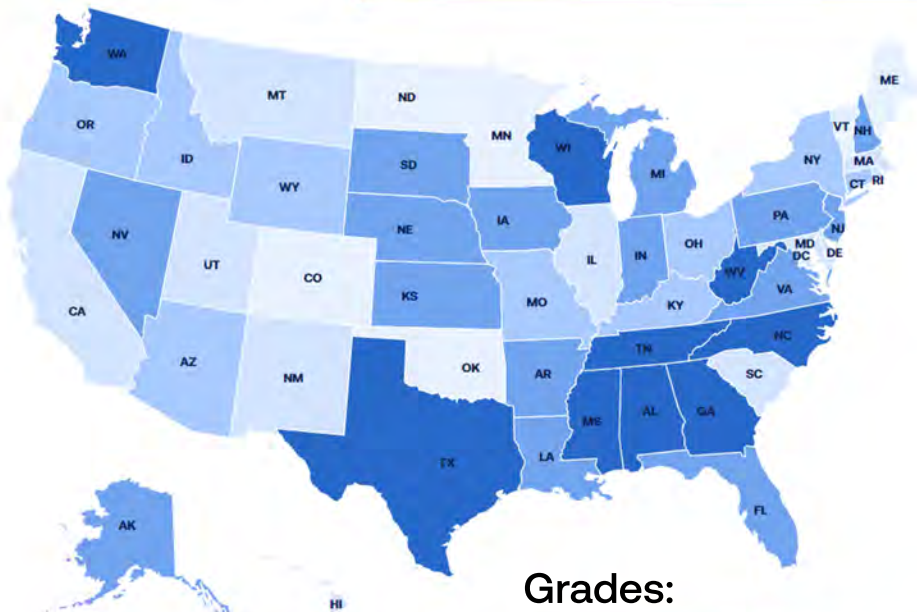 WA
MT
ND
ME
OR
ID
MN
VT
NH
WI
SD
WY
MI
NY
MA
CT
RI
NE
IA
PA
NJ
NV
UT
CO
IL
IN
OH
MD
DC
DE
WV
VA
CA
KS
MO
KY
NC
TN
AZ
NM
OK
AR
SC
MS
AL
GA
TX
LA
FL
AK
HI
Grades: